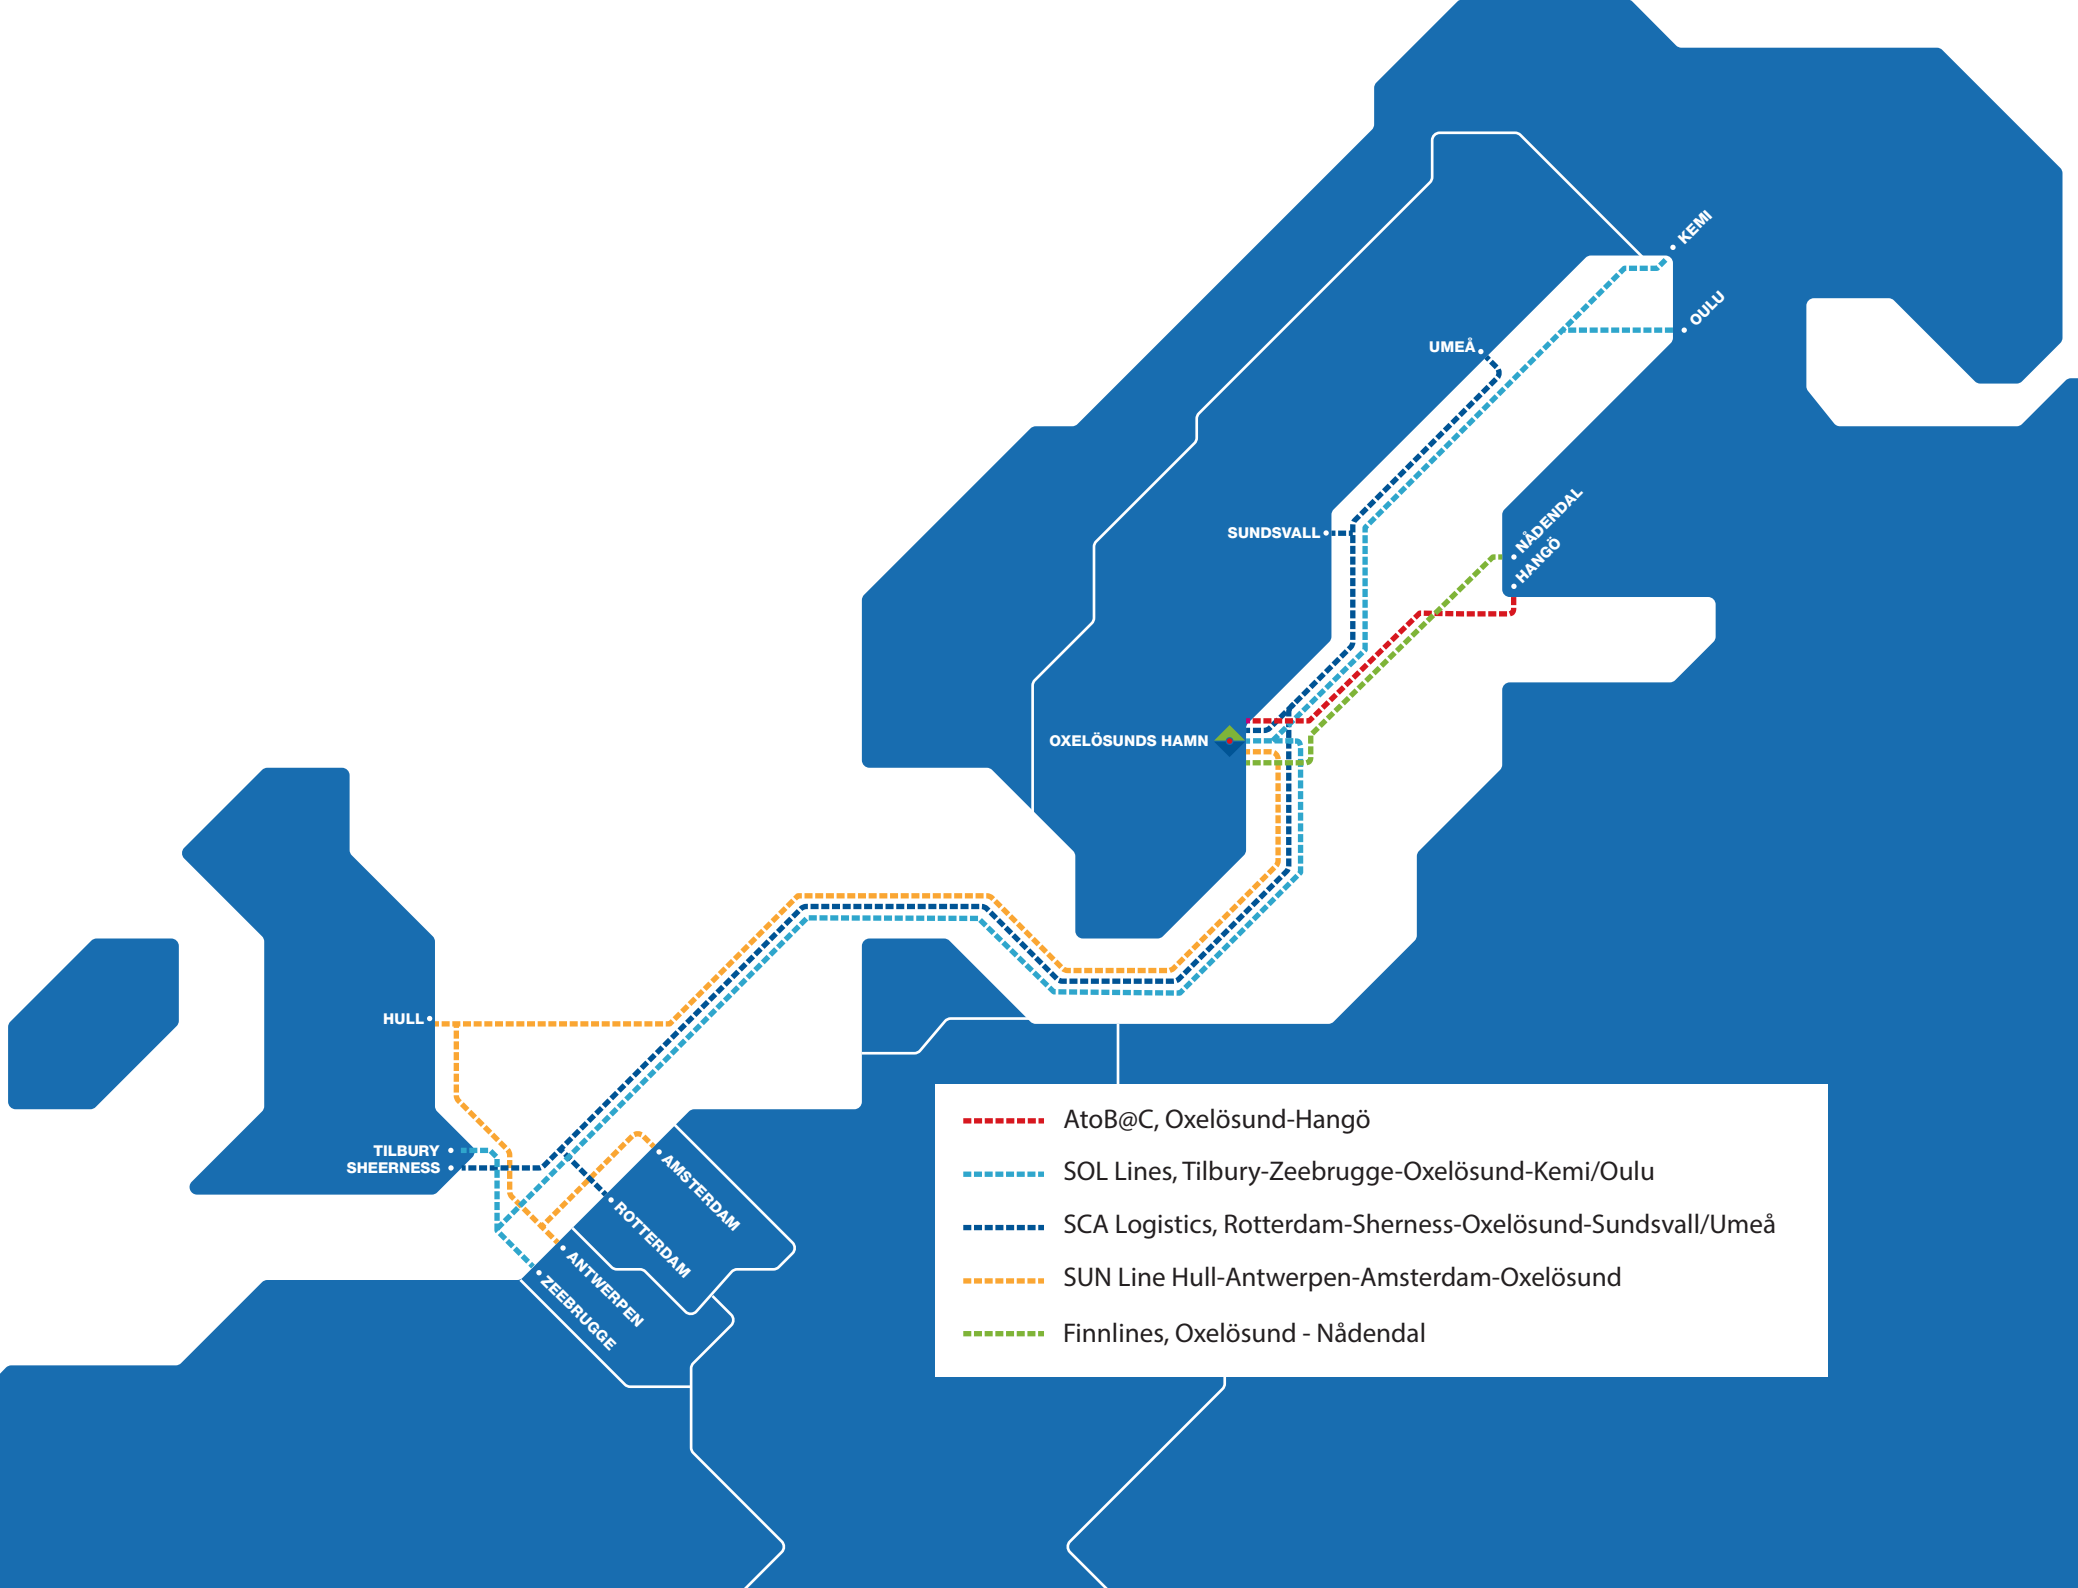 KEMI
OULU
UMEÅ
SUNDSVALL
NÅDENDAL
HANGÖ
OXELÖSUNDS HAMN
HULL
TILBURY
SHEERNESS
AMSTERDAM
ROTTERDAM
ANTWERPEN
ZEEBRUGGE
AtoB@C, Oxelösund-Hangö
SOL Lines, Tilbury-Zeebrugge-Oxelösund-Kemi/Oulu
SCA Logistics, Rotterdam-Sherness-Oxelösund-Sundsvall/Umeå
SUN Line Hull-Antwerpen-Amsterdam-Oxelösund
Finnlines, Oxelösund - Nådendal